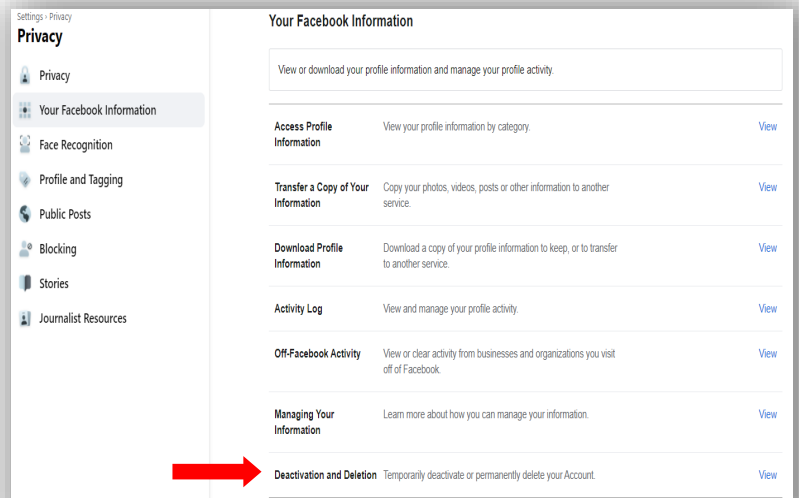 Settings › Privacy
Privacy
Privacy
Your Facebook Information
Face Recognition
Profile and Tagging
Public Posts
Blocking
Stories
Journalist Resources
Your Facebook Information
View or download your profile information and manage your profile activity.
Access Profile
Information
View your profile information by category.
View
Transfer a Copy of Your
Information
Copy your photos, videos, posts or other information to another
service.
View
Download Profile
Information
Download a copy of your profile information to keep, or to transfer
to another service.
View
Activity Log
View and manage your profile activity.
View
Off-Facebook Activity
View or clear activity from businesses and organizations you visit
off of Facebook.
View
Managing Your
Information
Learn more about how you can manage your information.
View
Deactivation and Deletion
Temporarily deactivate or permanently delete your Account.
View